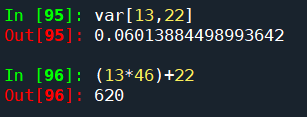 In [95]: var[13,22]
Out[95]: 0.06013884498993642
In [96]: (13*46)+22
Out[96]: 620